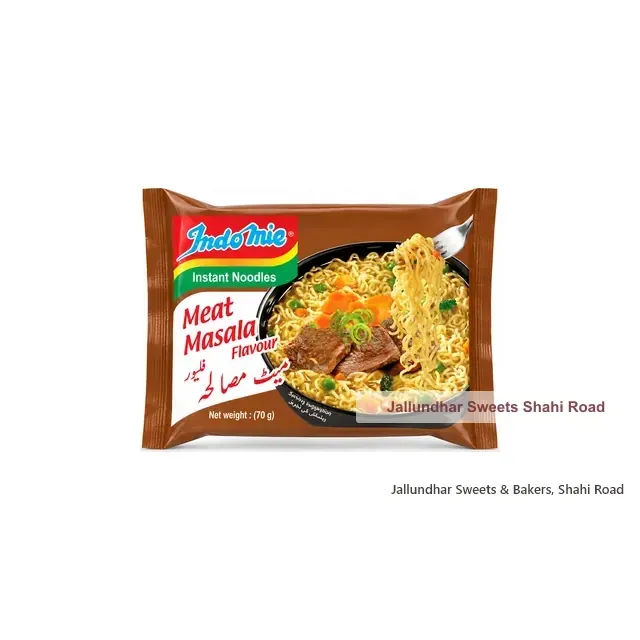 Indomie®
Instant Noodles
Meat
Masala
Flavour
فلیور
میٹ مصالحہ
Net weight : (70 g)
Serving suggestion
Jallundhar Sweets Shahi Road
Jallundhar Sweets & Bakers, Shahi Road